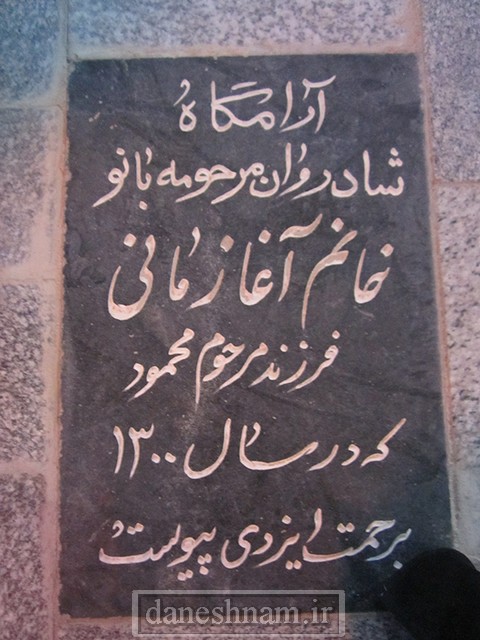 آرامگاه
شادروان مرحومه بانو
خانم آغا زمانی
فرزند مرحوم محمود
که در سال ۱۳۰۰
برحمت ایزدی پیوست
daneshnam.ir